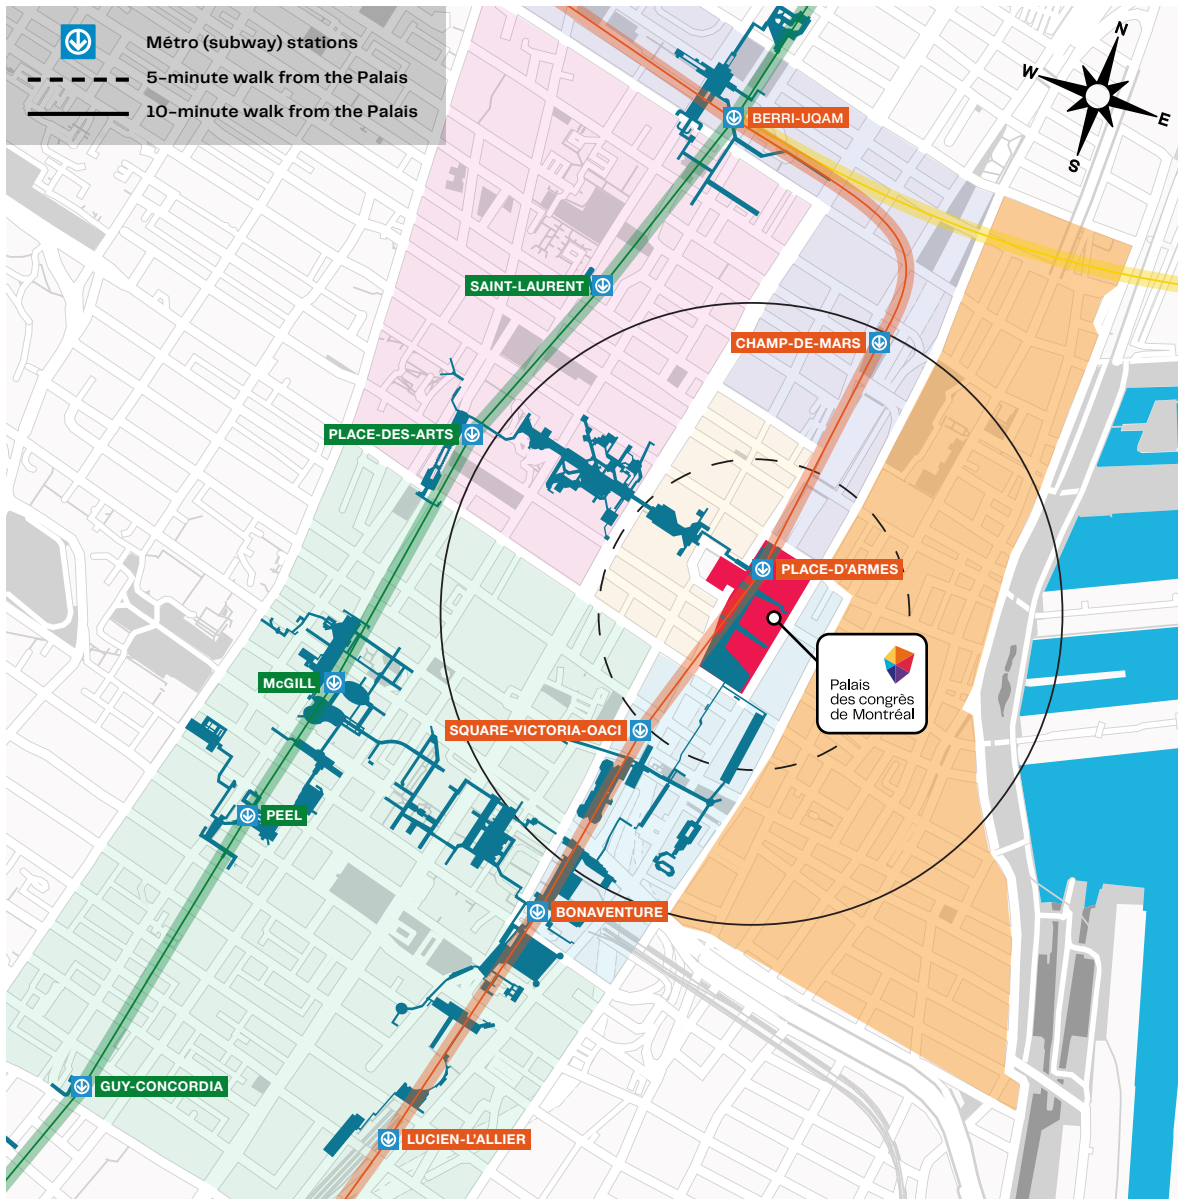 Métro (subway) stations
5-minute walk from the Palais
10-minute walk from the Palais
N
W
E
S
BERRI-UQAM
SAINT-LAURENT
CHAMP-DE-MARS
PLACE-DES-ARTS
PLACE-D'ARMES
Palais
des congrès
de Montréal
McGILL
SQUARE-VICTORIA-OACI
PEEL
BONAVENTURE
GUY-CONCORDIA
LUCIEN-L'ALLIER